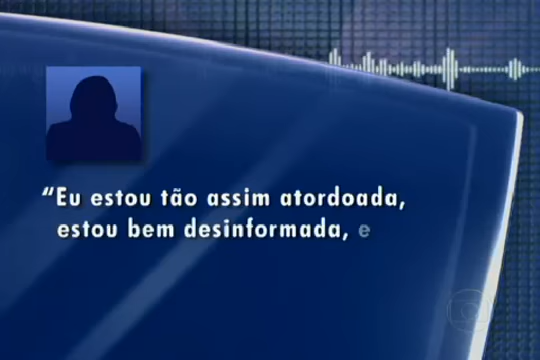 “Eu estou tão assim atordoada,
estou bem desinformada, e